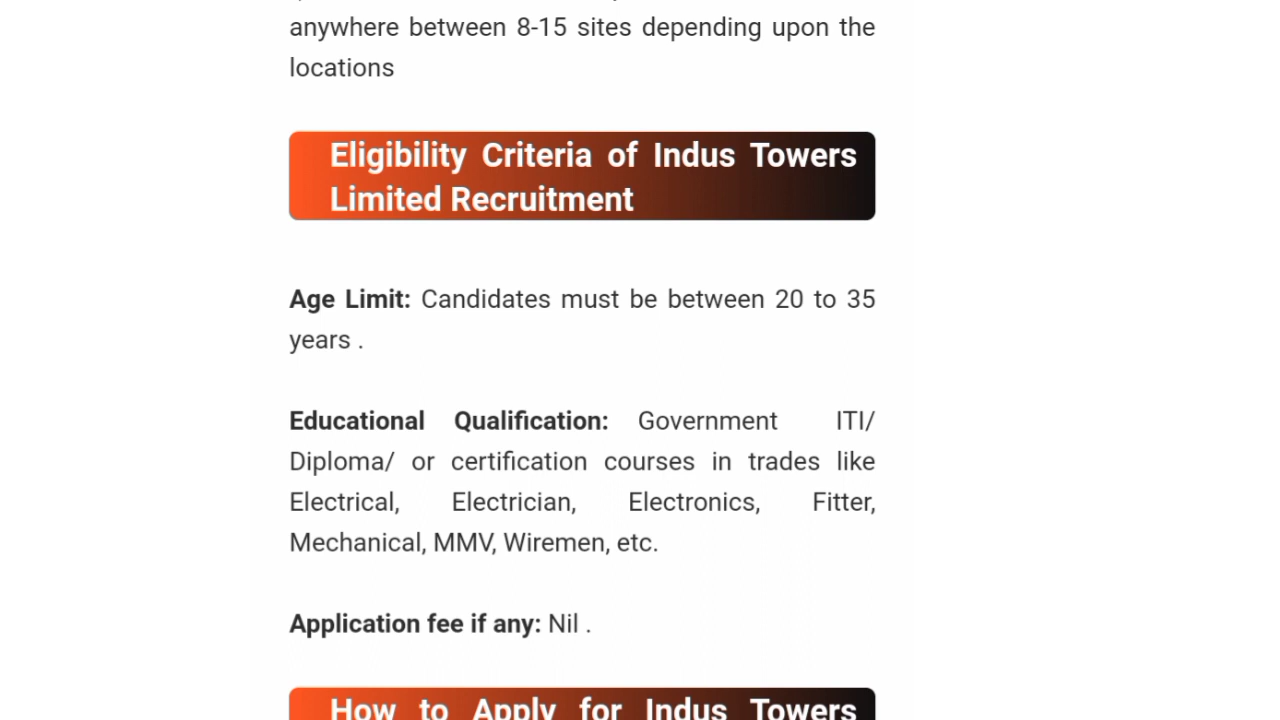 anywhere between 8-15 sites depending upon the
locations
Eligibility Criteria of Indus Towers
Limited Recruitment
Age Limit: Candidates must be between 20 to 35
years .
Educational Qualification: Government ITI/
Diploma/ or certification courses in trades like
Electrical, Electrician, Electronics, Fitter,
Mechanical, MMV, Wiremen, etc.
Application fee if any: Nil .
How to Apply for Indus Towers